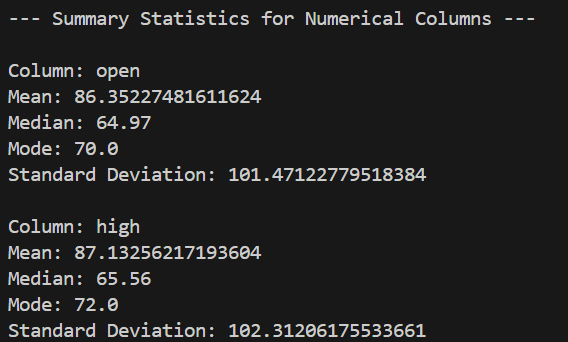 --- Summary Statistics for Numerical Columns ---
Column: open
Mean: 86.35227481611624
Median: 64.97
Mode: 70.0
Standard Deviation: 101.47122779518384
Column: high
Mean: 87.13256217193604
Median: 65.56
Mode: 72.0
Standard Deviation: 102.31206175533661